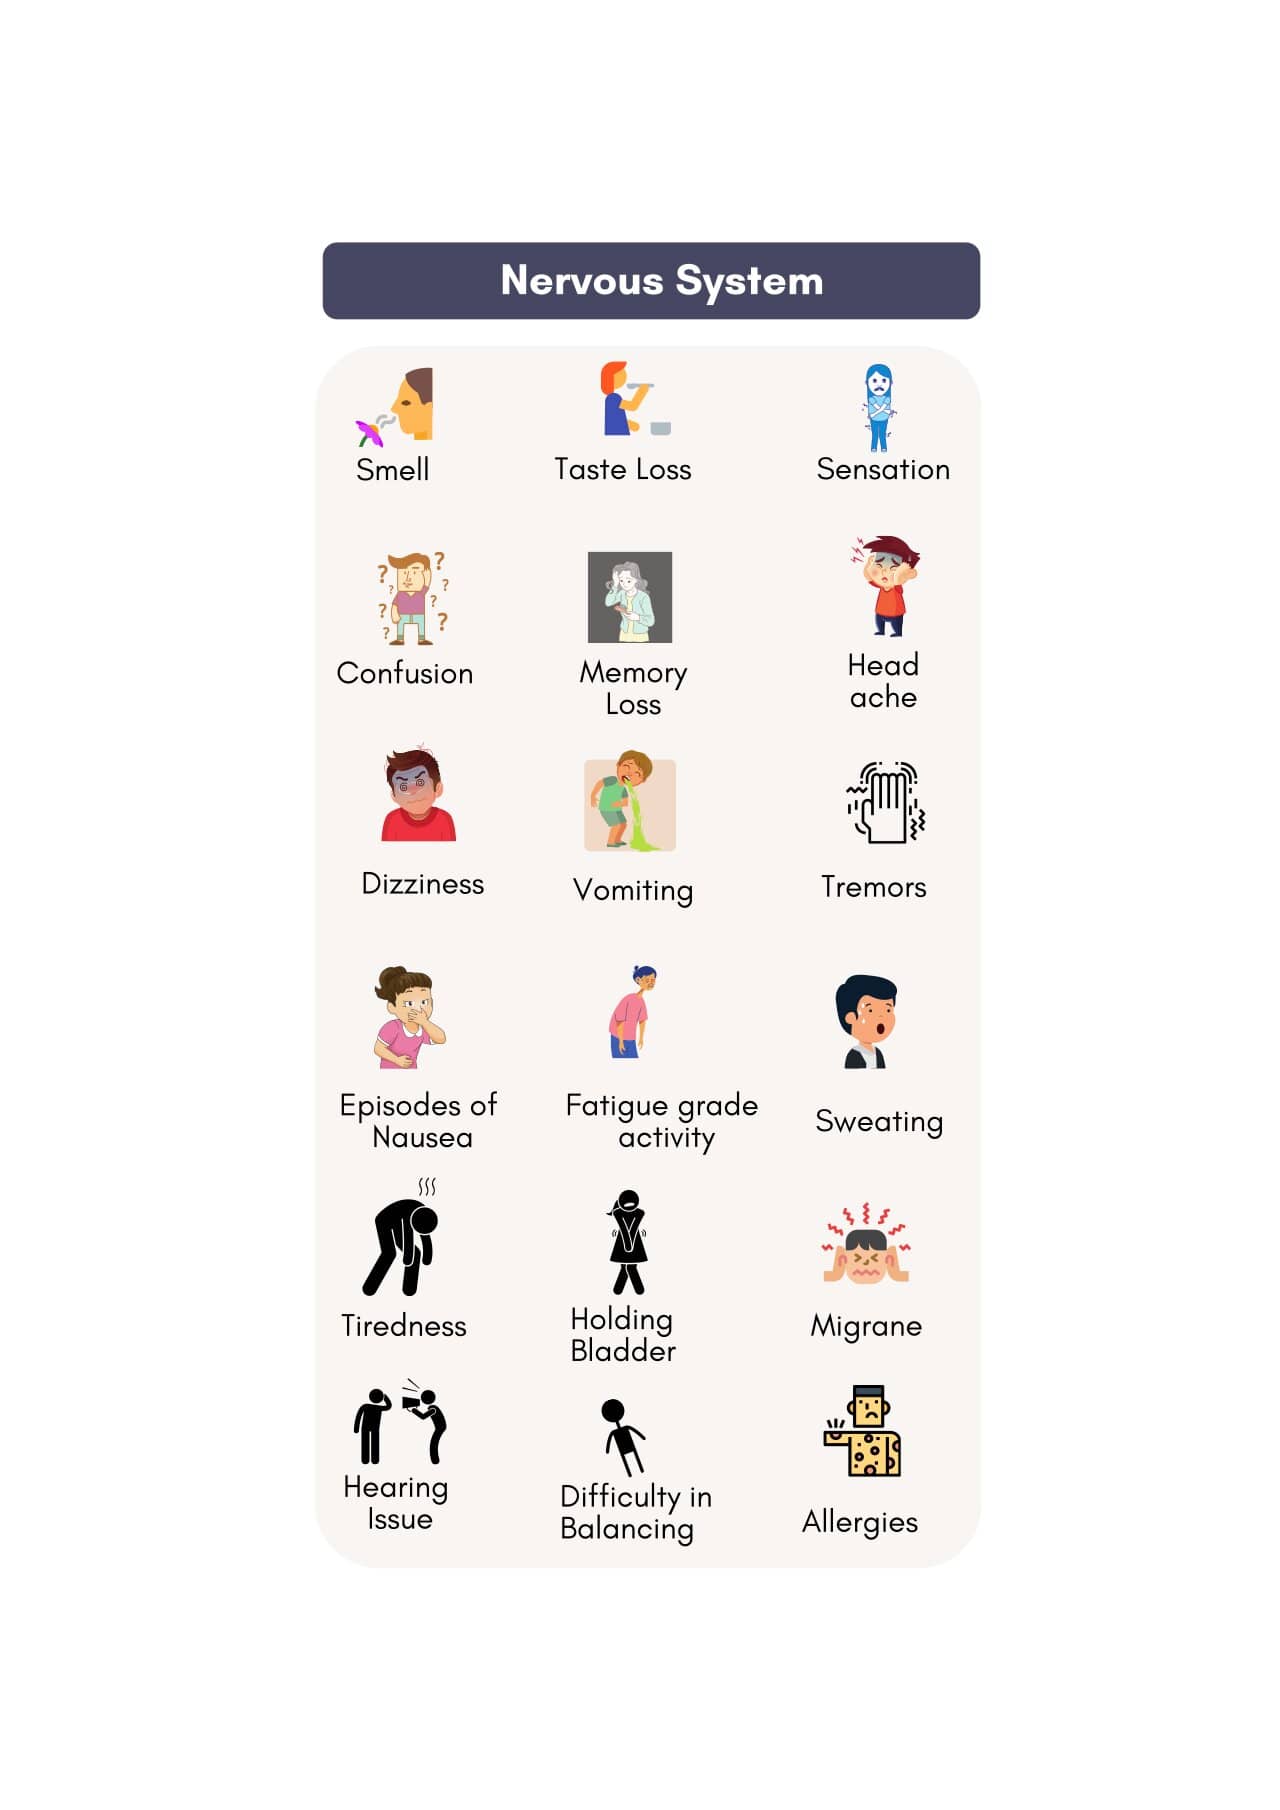 Nervous System
Smell
Taste Loss
Sensation
Confusion
Memory
Loss
Head
ache
Dizziness
Vomiting
Tremors
Episodes of
Nausea
Fatigue grade
activity
Sweating
Tiredness
Holding
Bladder
Migrane
Hearing
Issue
Difficulty in
Balancing
Allergies